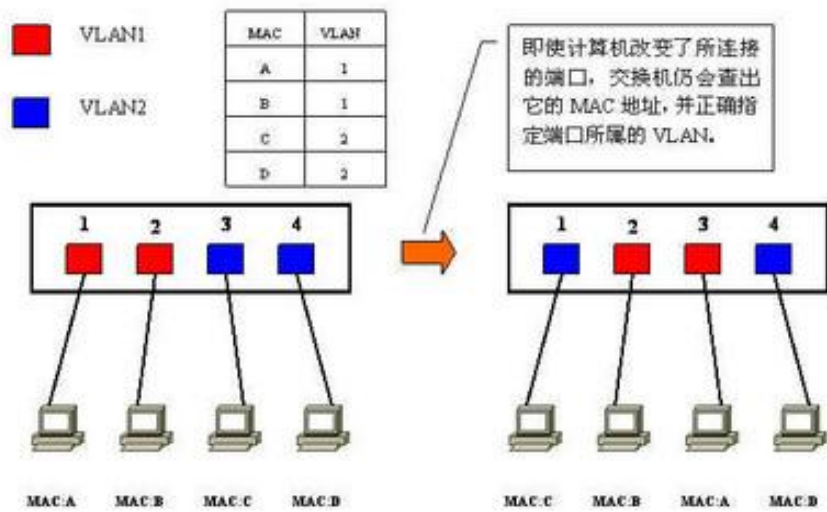 VLAN1
VLAN2
MAC VLAN
A 1
B 1
C 2
D 2
即使计算机改变了所连接
的端口，交换机仍会查出
它的 MAC 地址，并正确指
定端口所属的 VLAN.
1 2 3 4
MAC:A MAC:B MAC:C MAC:D
1 2 3 4
MAC:C MAC:B MAC:A MAC:D